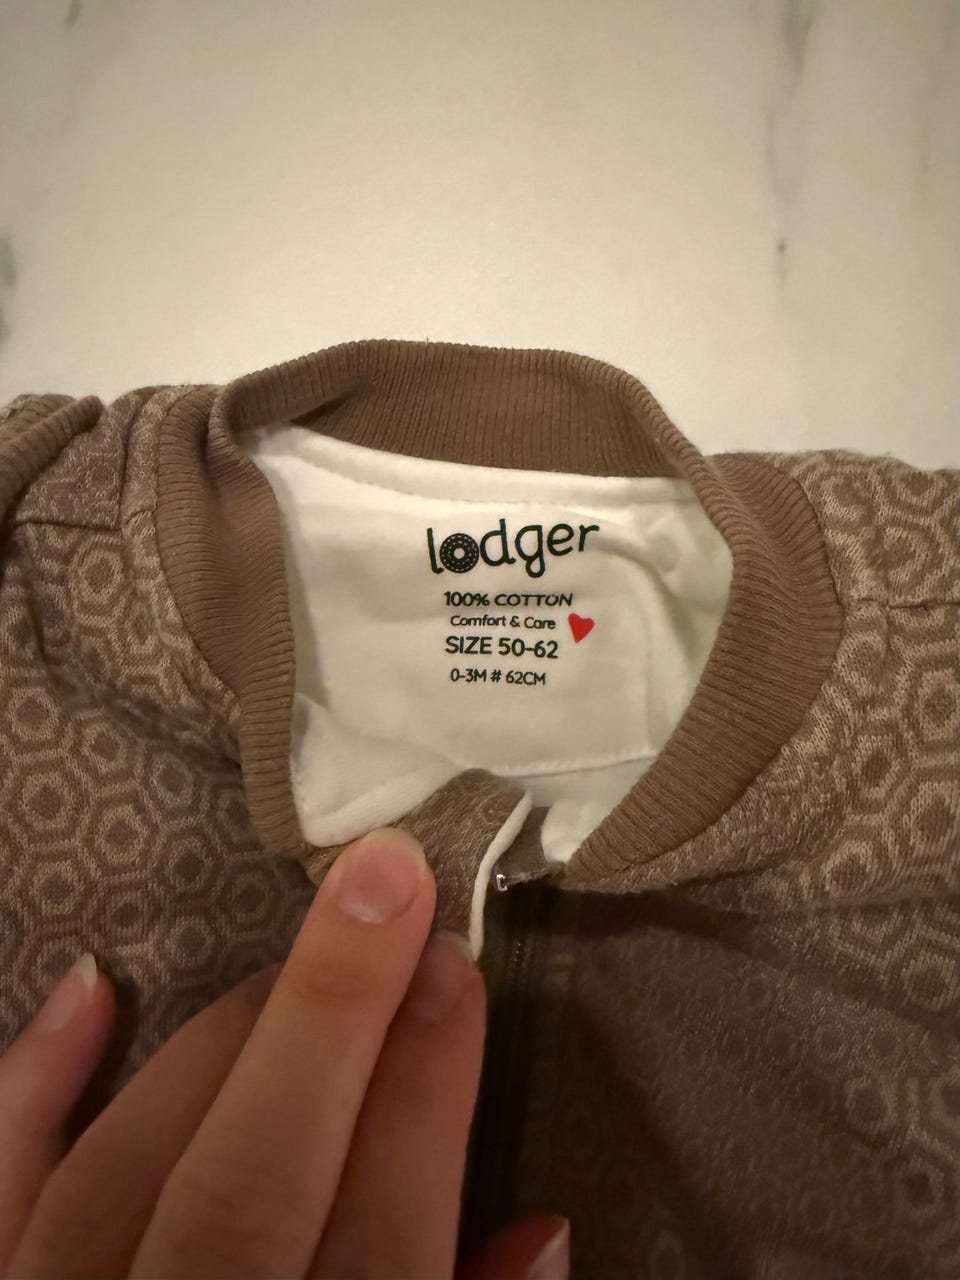 lodger
100% COTTON
Comfort & Care
SIZE 50-62
0-3M # 62CM